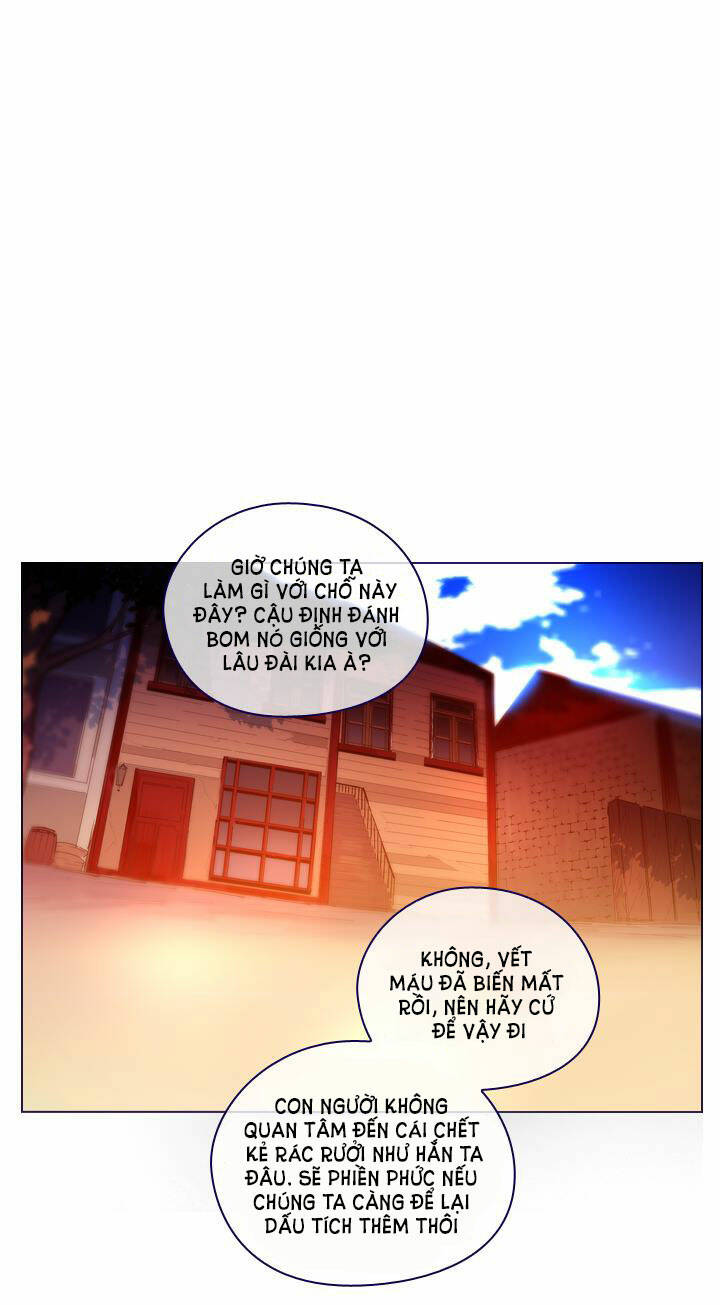 GIỜ CHÚNG TA
LÀM GÌ VỚI CHỖ NÀY
ĐÂY? CẬU ĐỊNH ĐÁNH
BOM NÓ GIỐNG VỚI
LÂU ĐÀI KIA À?
KHÔNG, VẾT
MÁU ĐÃ BIẾN MẤT
RỒI, NÊN HÃY CỨ
ĐỂ VẬY ĐI
CON NGƯỜI KHÔNG
QUAN TÂM ĐẾN CÁI CHẾT
KẺ RÁC RƯỞI NHƯ HẮN TA
ĐÂU. SẼ PHIỀN PHỨC NẾU
CHÚNG TA CÀNG ĐỂ LẠI
DẤU TÍCH THÊM THÔI